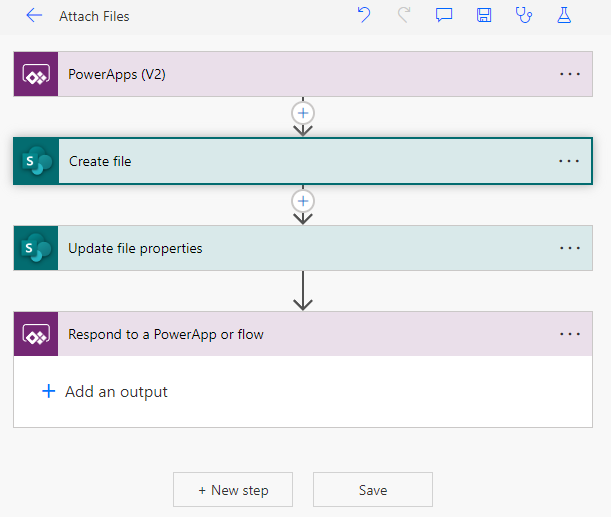 Attach Files
PowerApps (V2)
Create file
Update file properties
Respond to a PowerApp or flow
+ Add an output
+ New step
Save